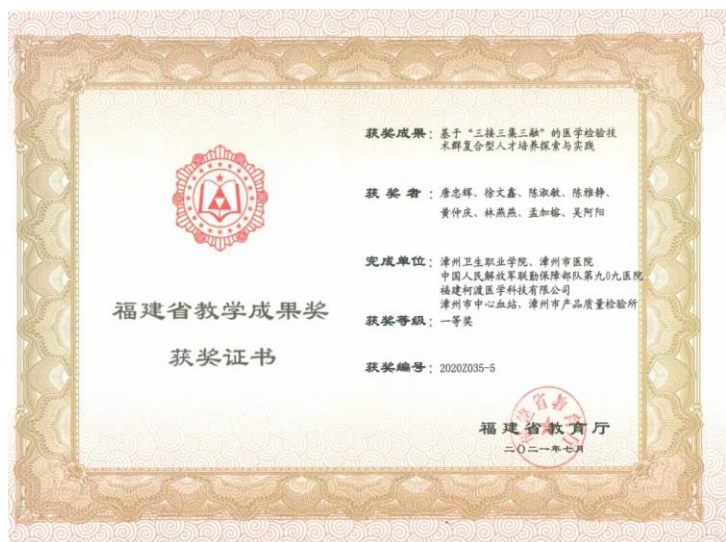 福建省教学成果奖
获奖证书
获奖成果：基于“三接三集三融”的医学检验技
术群复合型人才培养探索与实践
获奖者：唐忠辉、徐文鑫、陈淑敏、陈雅静、
黄仲庆、林燕燕、孟加榕、吴阿阳
完成单位：漳州卫生职业学院、漳州市医院
中国人民解放军联勤保障部队第九0九医院
福建柯渡医学科技有限公司
漳州市中心血站、漳州市产品质量检验所
获奖等级：一等奖
获奖编号：2020Z035-5
福建省教育厅
二〇二一年七月
福建省教育厅